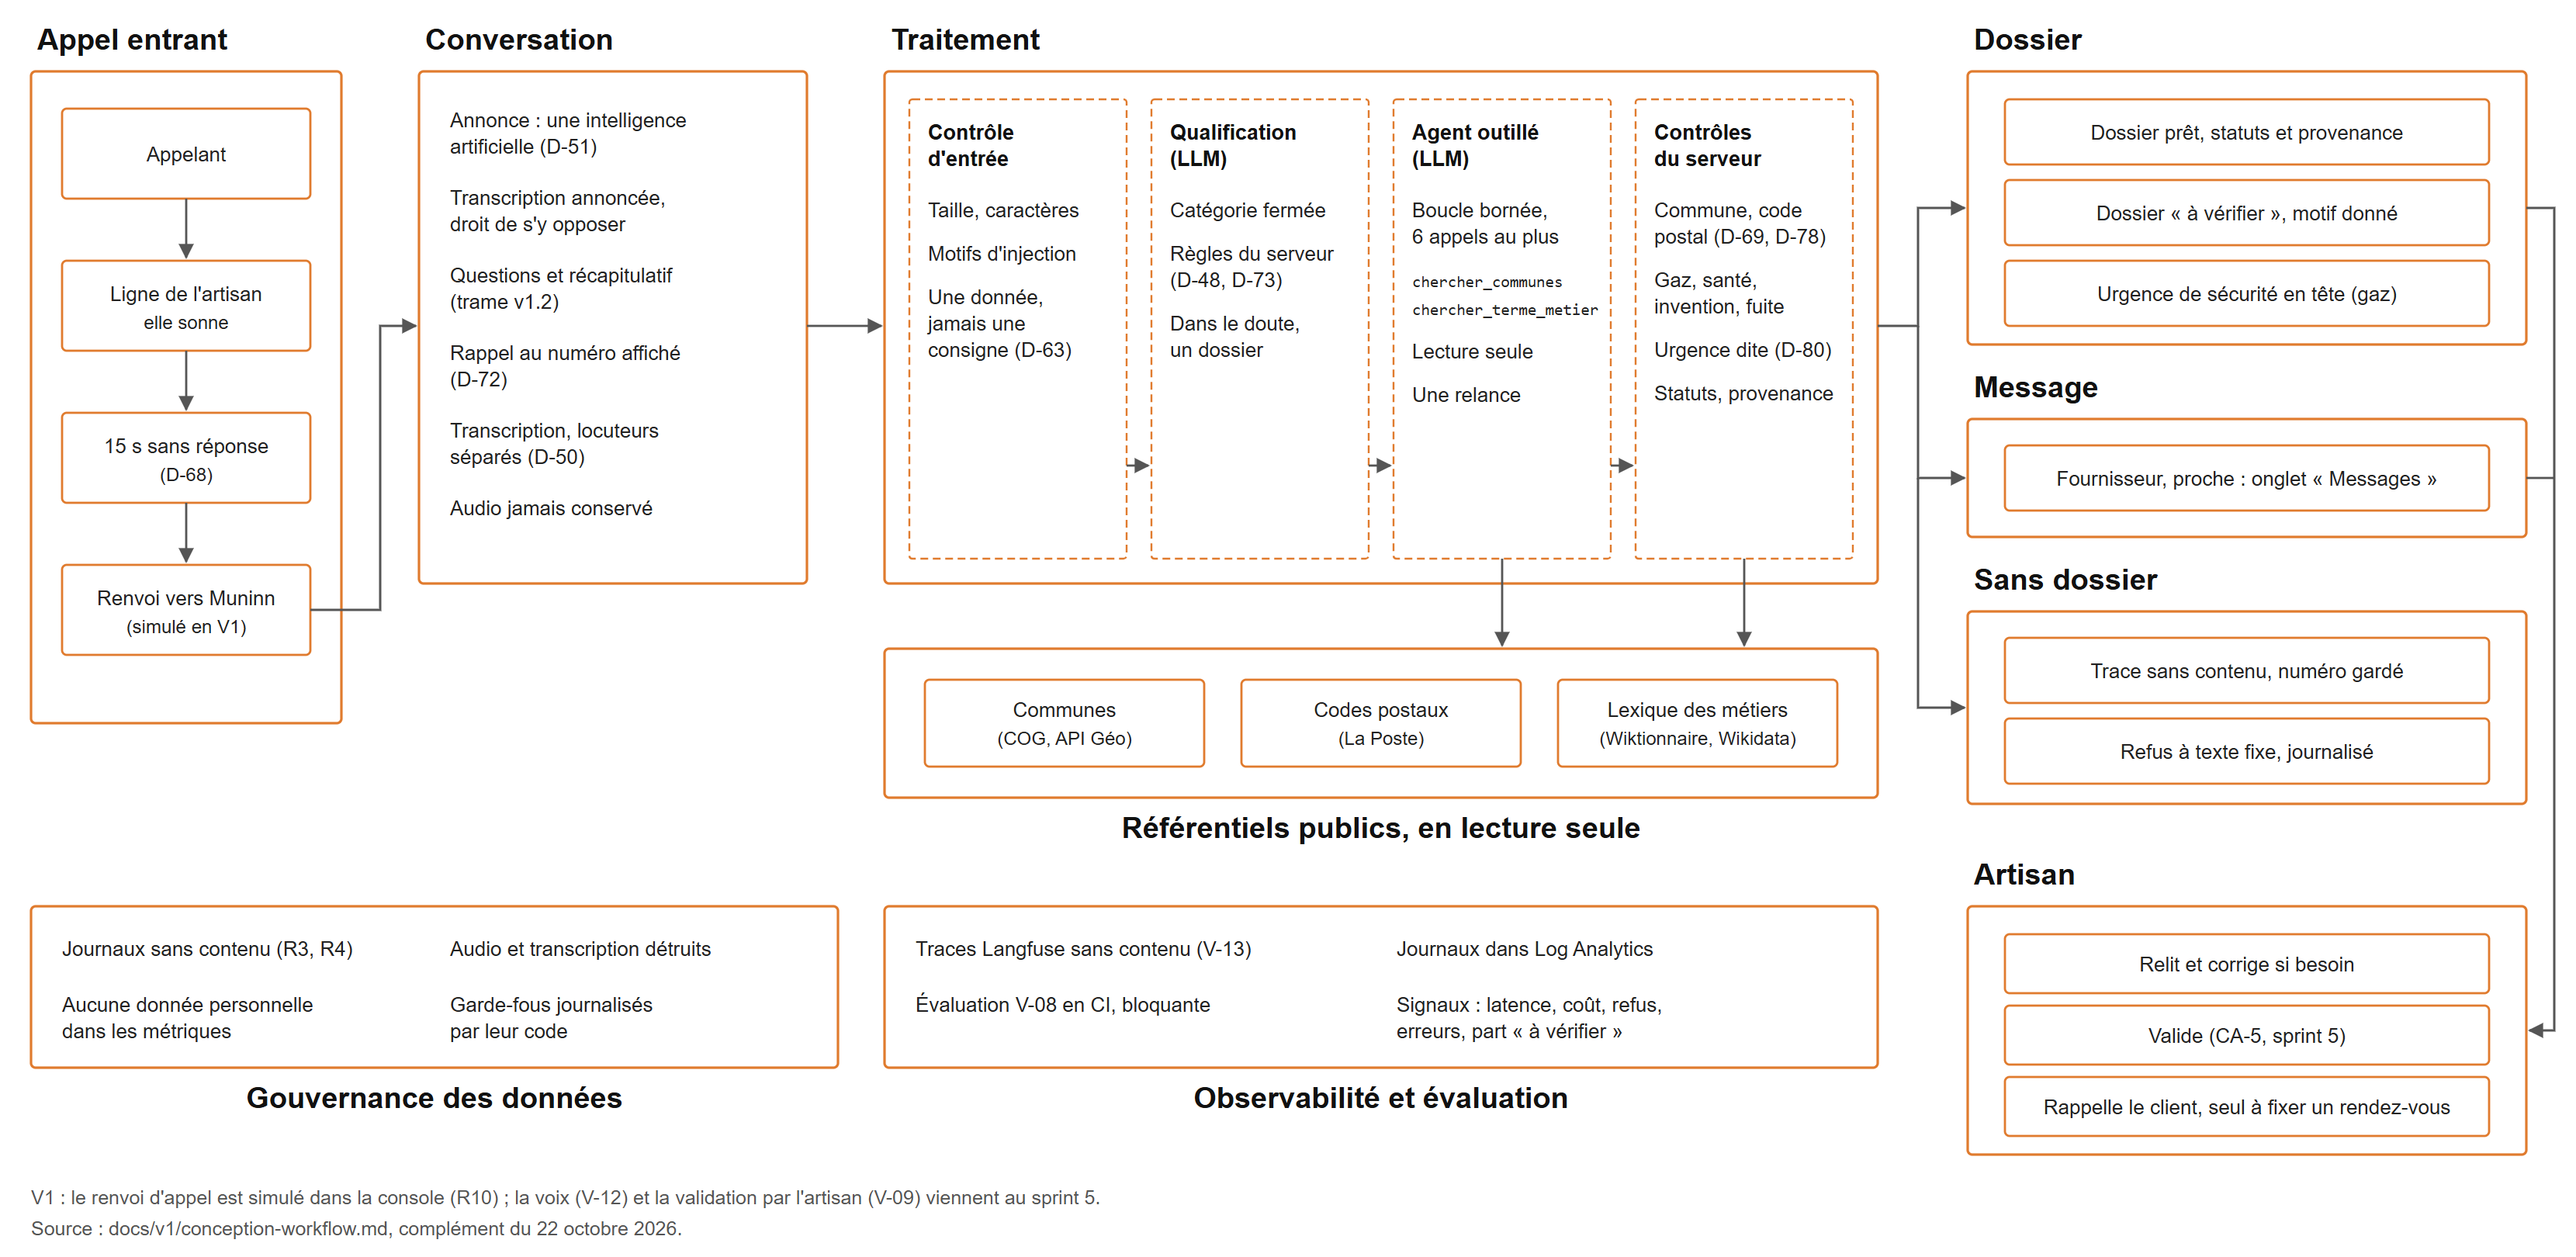 Appel entrant
Appelant
Ligne de l'artisan
elle sonne
15 s sans réponse
(D-68)
Renvoi vers Muninn
(simulé en V1)
Conversation
Annonce : une intelligence
artificielle (D-51)
Transcription annoncée,
droit de s'y opposer
Questions et récapitulatif
(trame v1.2)
Rappel au numéro affiché
(D-72)
Transcription, locuteurs
séparés (D-50)
Audio jamais conservé
Traitement
Contrôle
d'entrée
Taille, caractères
Motifs d'injection
Une donnée,
jamais une
consigne (D-63)
Qualification
(LLM)
Catégorie fermée
Règles du serveur
(D-48, D-73)
Dans le doute,
un dossier
Agent outillé
(LLM)
Boucle bornée,
6 appels au plus
chercher_communes
chercher_terme_metier
Lecture seule
Une relance
Contrôles
du serveur
Commune, code
postal (D-69, D-78)
Gaz, santé,
invention, fuite
Urgence dite (D-80)
Statuts, provenance
Communes
(COG, API Géo)
Codes postaux
(La Poste)
Lexique des métiers
(Wiktionnaire, Wikidata)
Référentiels publics, en lecture seule
Dossier
Dossier prêt, statuts et provenance
Dossier « à vérifier », motif donné
Urgence de sécurité en tête (gaz)
Message
Fournisseur, proche : onglet « Messages »
Sans dossier
Trace sans contenu, numéro gardé
Refus à texte fixe, journalisé
Artisan
Relit et corrige si besoin
Valide (CA-5, sprint 5)
Rappelle le client, seul à fixer un rendez-vous
Journaux sans contenu (R3, R4)
Aucune donnée personnelle
dans les métriques
Audio et transcription détruits
Garde-fous journalisés
par leur code
Gouvernance des données
Traces Langfuse sans contenu (V-13)
Évaluation V-08 en CI, bloquante
Journaux dans Log Analytics
Signaux : latence, coût, refus,
erreurs, part « à vérifier »
Observabilité et évaluation
V1 : le renvoi d'appel est simulé dans la console (R10) ; la voix (V-12) et la validation par l'artisan (V-09) viennent au sprint 5.
Source : docs/v1/conception-workflow.md, complément du 22 octobre 2026.